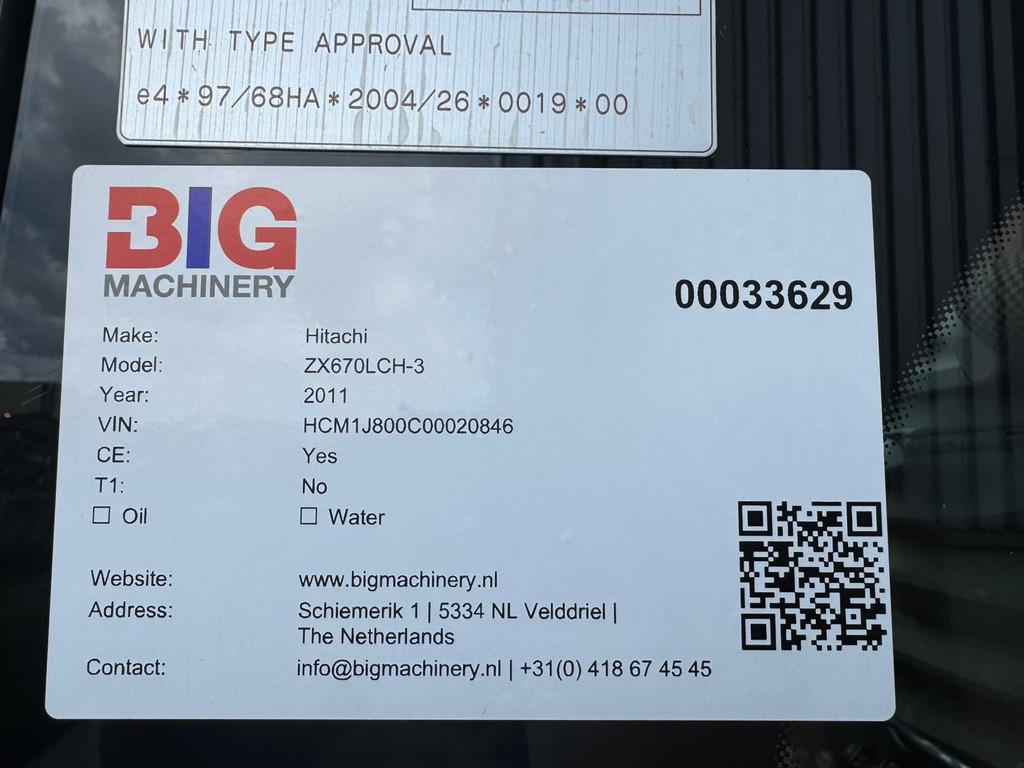 WITH TYPE APPROVAL
e4*97/68HA*2004/26*0019*00
BIG
MACHINERY
00033629
Make: Hitachi
Model: ZX670LCH-3
Year: 2011
VIN: HCM1J800C00020846
CE: Yes
T1: No
☐ Oil ☐ Water
Website: www.bigmachinery.nl
Address: Schiemerik 1 | 5334 NL Velddriel |
The Netherlands
Contact: info@bigmachinery.nl | +31(0) 418 67 45 45